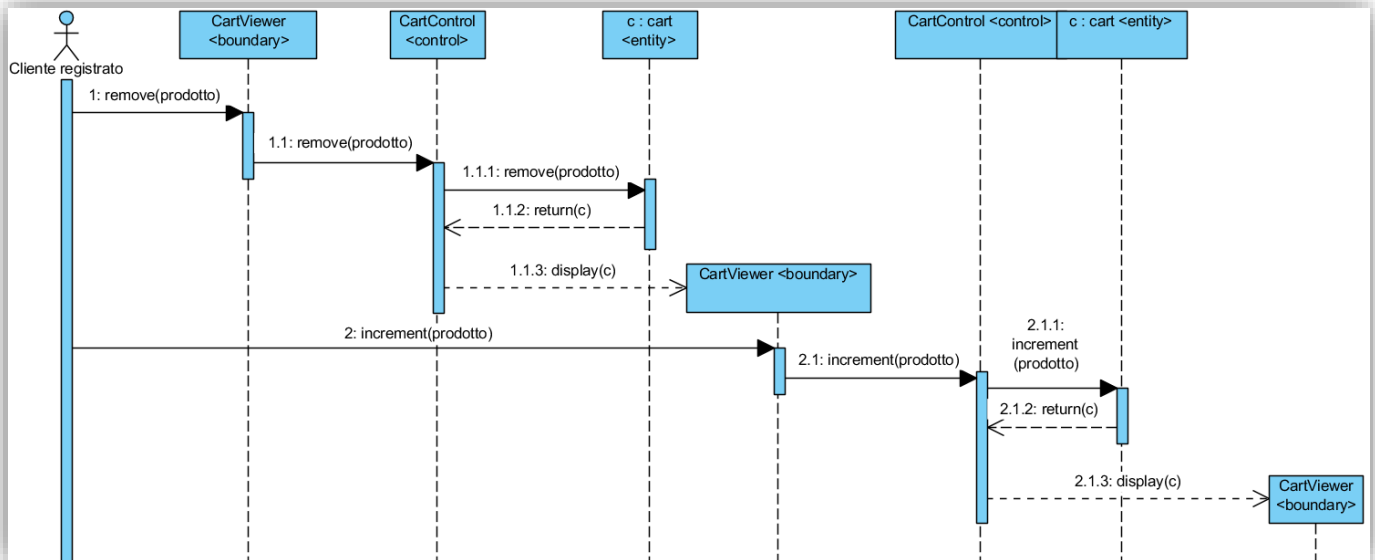 CartViewer
<boundary>
CartControl
<control>
c : cart
<entity>
CartControl <control>
c : cart <entity>
Cliente registrato
1: remove(prodotto)
1.1: remove(prodotto)
1.1.1: remove(prodotto)
1.1.2: return(c)
1.1.3: display(c)
CartViewer <boundary>
2: increment(prodotto)
2.1: increment(prodotto)
2.1.1:
increment
(prodotto)
2.1.2: return(c)
2.1.3: display(c)
CartViewer
<boundary>